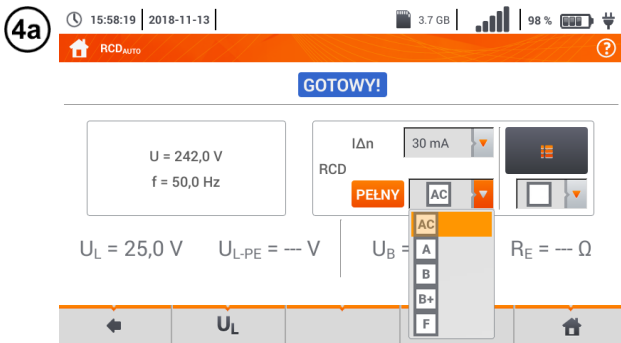 4a
15:58:19 2018-11-13 3.7 GB 98 %
RCDAUTO ?
GOTOWY!
U = 242,0 V
f = 50,0 Hz
IΔn 30 mA
RCD
PEŁNY AC
AC
A
B
B+
F
UL = 25,0 V UL-PE = --- V UB = RE = --- Ω
UL